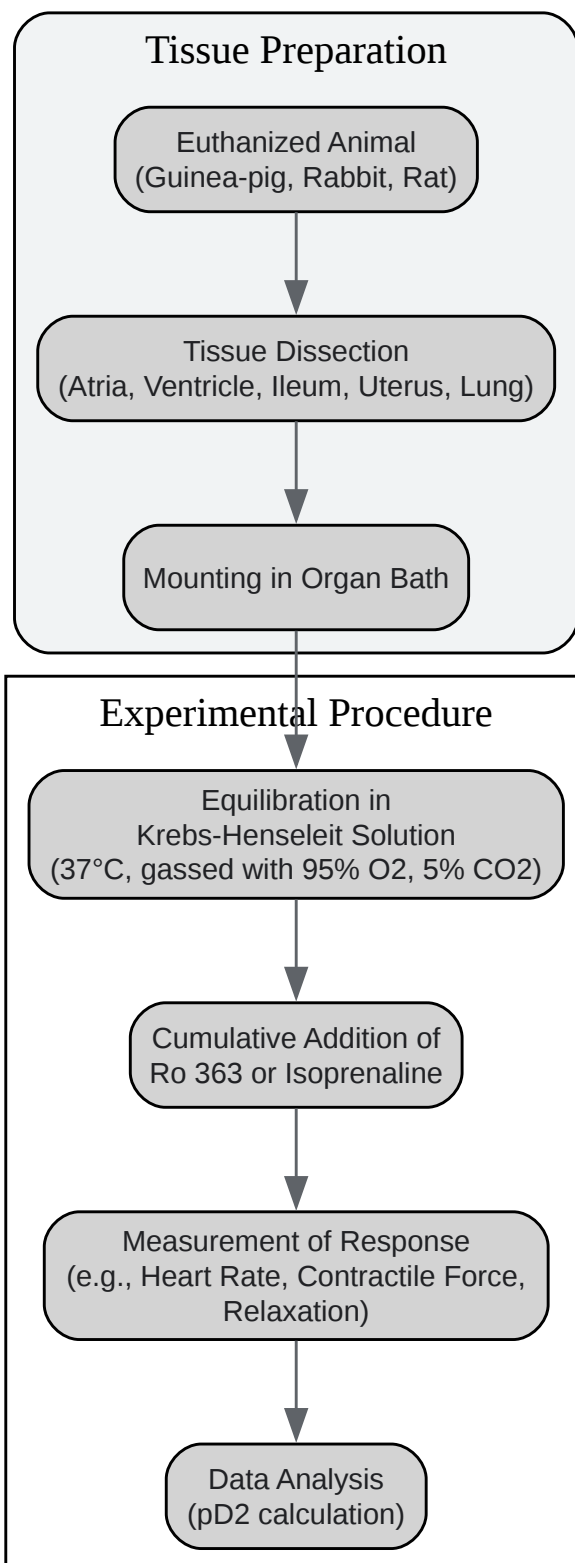 Tissue Preparation
Euthanized Animal
(Guinea-pig, Rabbit, Rat)
Tissue Dissection
(Atria, Ventricle, Ileum, Uterus, Lung)
Mounting in Organ Bath
Experimental Procedure
Equilibration in
Krebs-Henseleit Solution
(37°C, gassed with 95% O2, 5% CO2)
Cumulative Addition of
Ro 363 or Isoprenaline
Measurement of Response
(e.g., Heart Rate, Contractile Force,
Relaxation)
Data Analysis
(pD2 calculation)